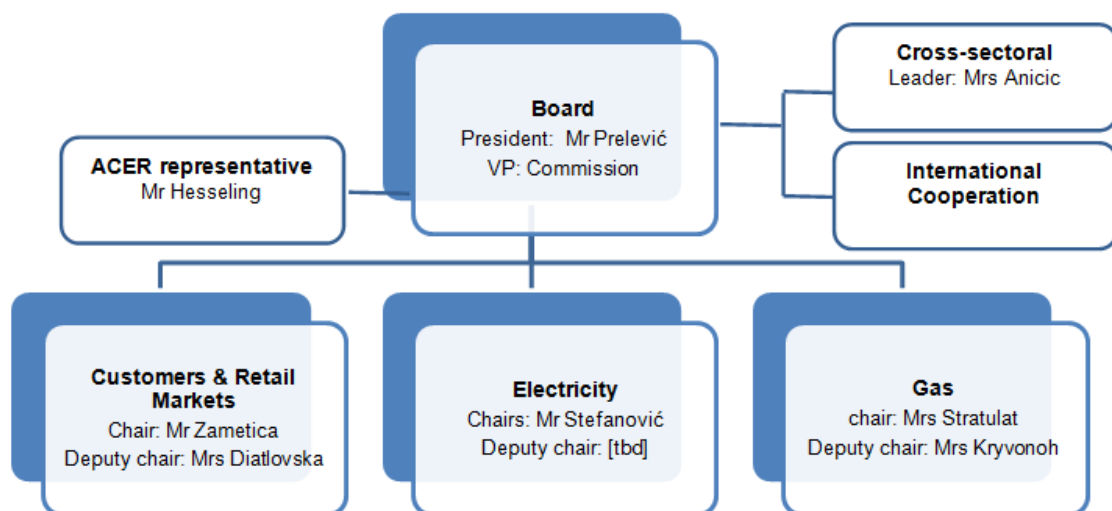 Cross-sectoral
Leader: Mrs Anicic
Board
President:  Mr Prelević
VP: Commission
ACER representative
Mr Hesseling
International
Cooperation
Customers & Retail
Markets
Chair: Mr Zametica
Deputy chair: Mrs Diatlovska
Electricity
Chairs: Mr Stefanović
Deputy chair: [tbd]
Gas
chair: Mrs Stratulat
Deputy chair: Mrs Kryvonoh